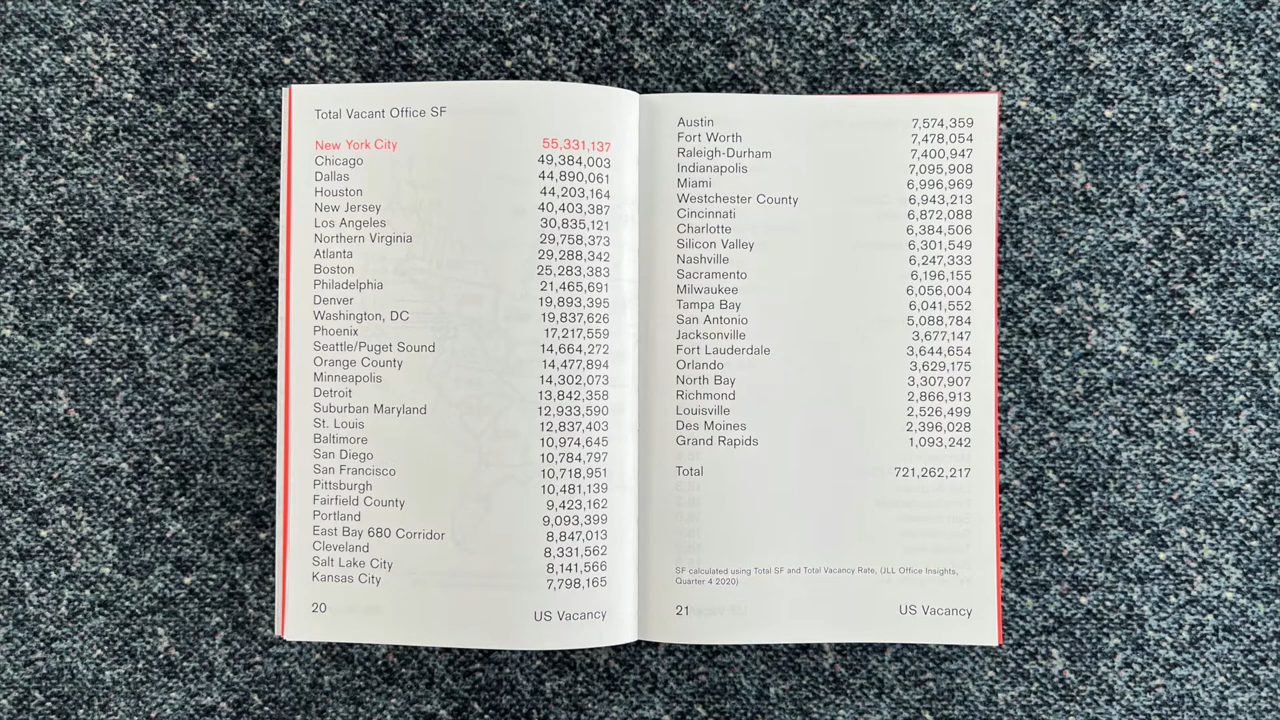 Total Vacant Office SF
New York City 55,331,137
Chicago 49,384,003
Dallas 44,890,061
Houston 44,203,164
New Jersey 40,403,387
Los Angeles 30,835,121
Northern Virginia 29,758,373
Atlanta 29,288,342
Boston 25,283,383
Philadelphia 21,465,691
Denver 19,893,395
Washington, DC 19,837,626
Phoenix 17,217,559
Seattle/Puget Sound 14,664,272
Orange County 14,477,894
Minneapolis 14,302,073
Detroit 13,842,358
Suburban Maryland 12,933,590
St. Louis 12,837,403
Baltimore 10,974,645
San Diego 10,784,797
San Francisco 10,718,951
Pittsburgh 10,481,139
Fairfield County 9,423,162
Portland 9,093,399
East Bay 680 Corridor 8,847,013
Cleveland 8,331,562
Salt Lake City 8,141,566
Kansas City 7,798,165
20 US Vacancy
Austin 7,574,359
Fort Worth 7,478,054
Raleigh-Durham 7,400,947
Indianapolis 7,095,908
Miami 6,996,969
Westchester County 6,943,213
Cincinnati 6,872,088
Charlotte 6,384,506
Silicon Valley 6,301,549
Nashville 6,247,333
Sacramento 6,196,155
Milwaukee 6,056,004
Tampa Bay 6,041,552
San Antonio 5,088,784
Jacksonville 3,677,147
Fort Lauderdale 3,644,654
Orlando 3,629,175
North Bay 3,307,907
Richmond 2,866,913
Louisville 2,526,499
Des Moines 2,396,028
Grand Rapids 1,093,242
Total 721,262,217
SF calculated using Total SF and Total Vacancy Rate, (JLL Office Insights,
Quarter 4 2020)
21 US Vacancy